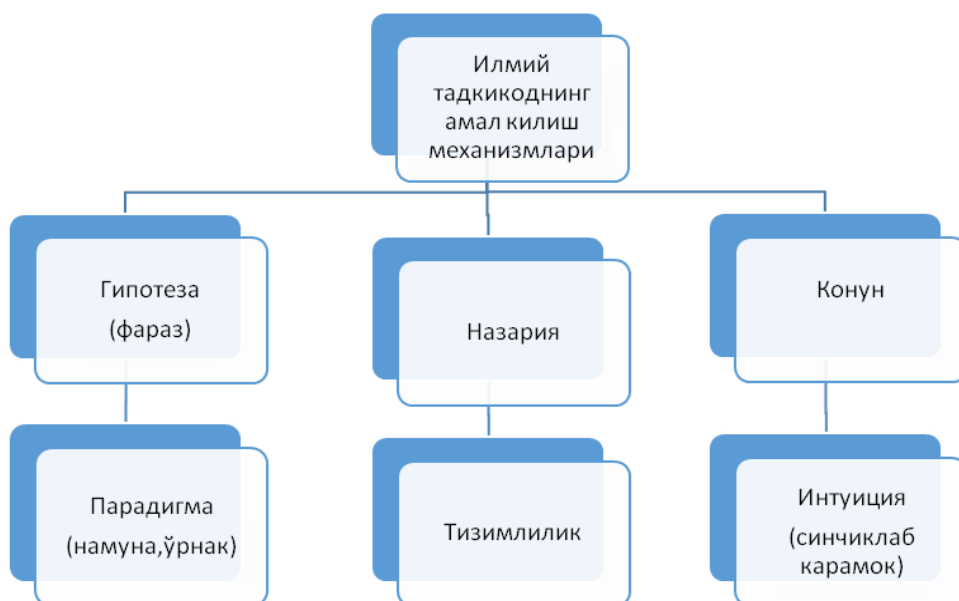 Илмий
тадкикоднинг
амал килиш
механизмлари
Гипотеза
(фараз)
Назария
Конун
Парадигма
(намуна,ўрнак)
Тизимлилик
Интуиция
(синчиклаб
карамок)